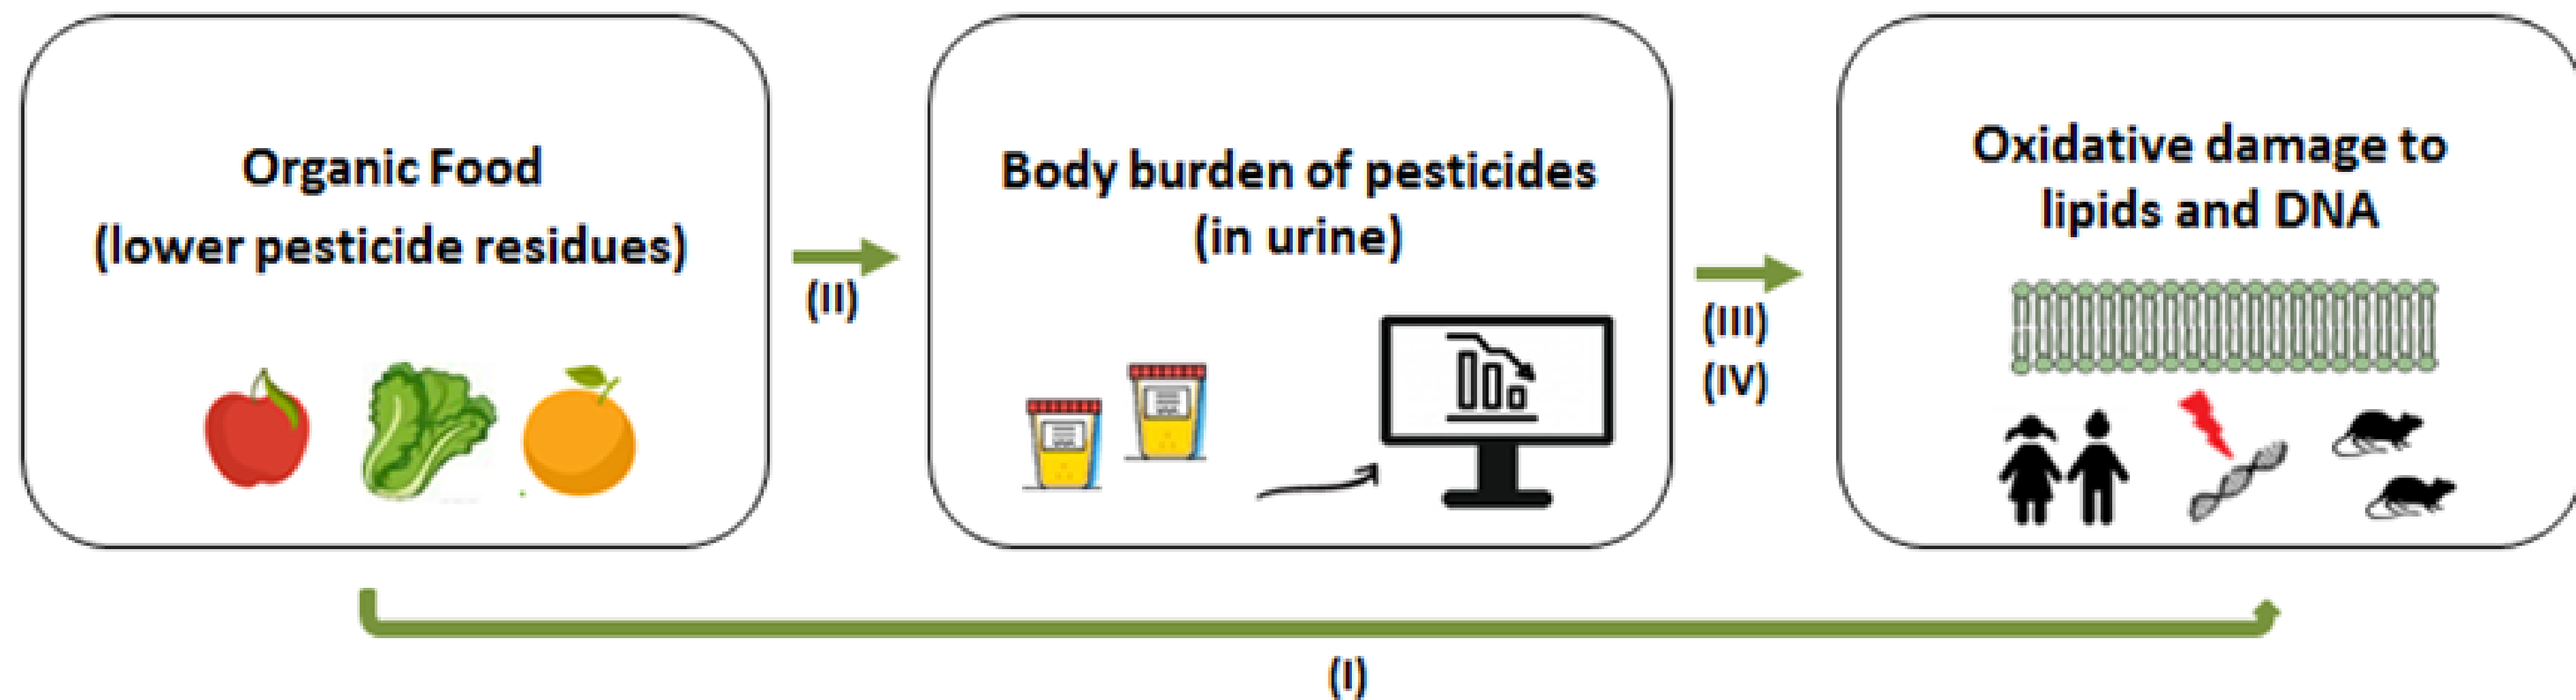 Organic Food
(lower pesticide residues)
(II)
Body burden of pesticides
(in urine)
(III)
(IV)
Oxidative damage to
lipids and DNA
(I)